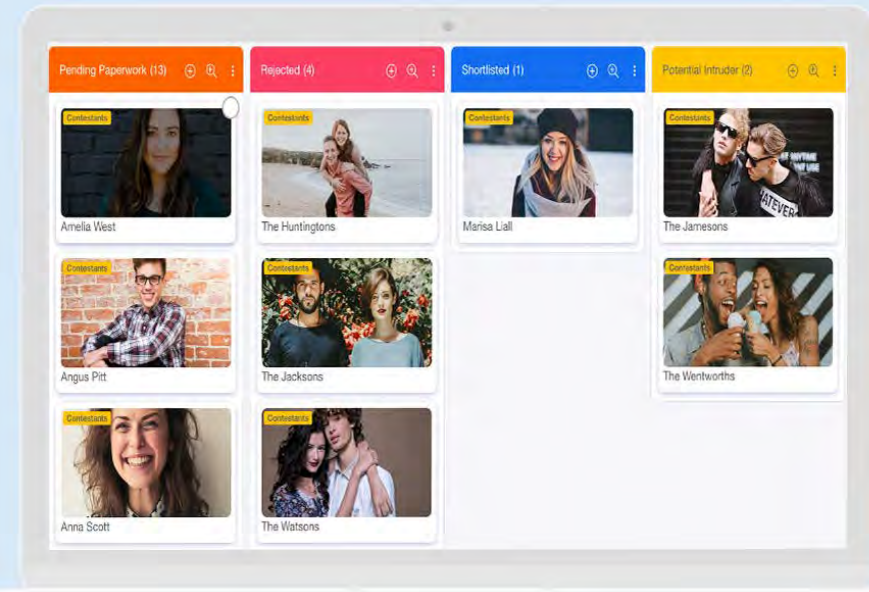 Pending Paperwork (13)
Rejected (4)
Shortlisted (1)
Potential Intruder (2)
Contestants
Amelia West
Contestants
The Huntingtons
Contestants
Marisa Liall
Contestants
WHATEVER
The Jamesons
Contestants
Angus Pitt
Contestants
The Jacksons
Contestants
The Wentworths
Contestants
Anna Scott
Contestants
The Watsons